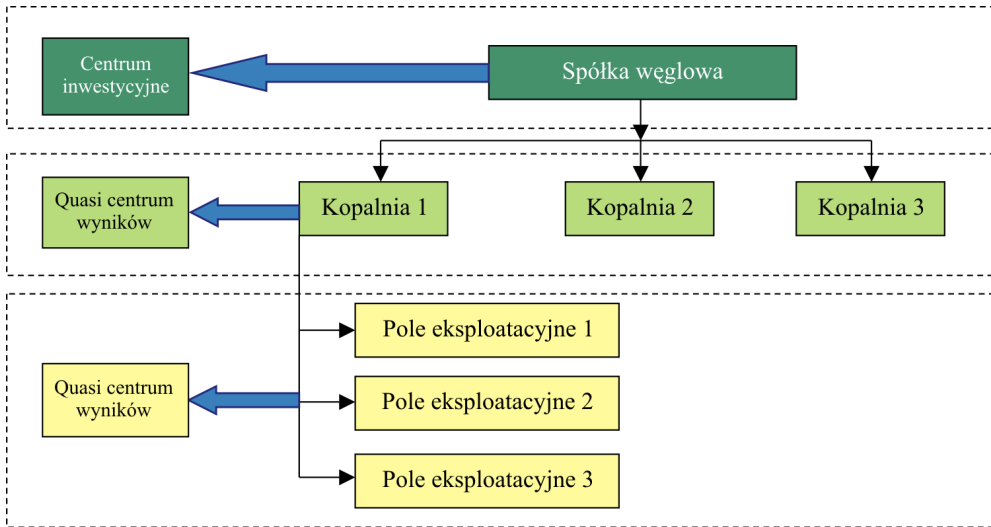 Centrum
inwestycyjne
Spółka węglowa
Quasi centrum
wyników
Kopalnia 1
Kopalnia 2
Kopalnia 3
Pole eksploatacyjne 1
Quasi centrum
wyników
Pole eksploatacyjne 2
Pole eksploatacyjne 3